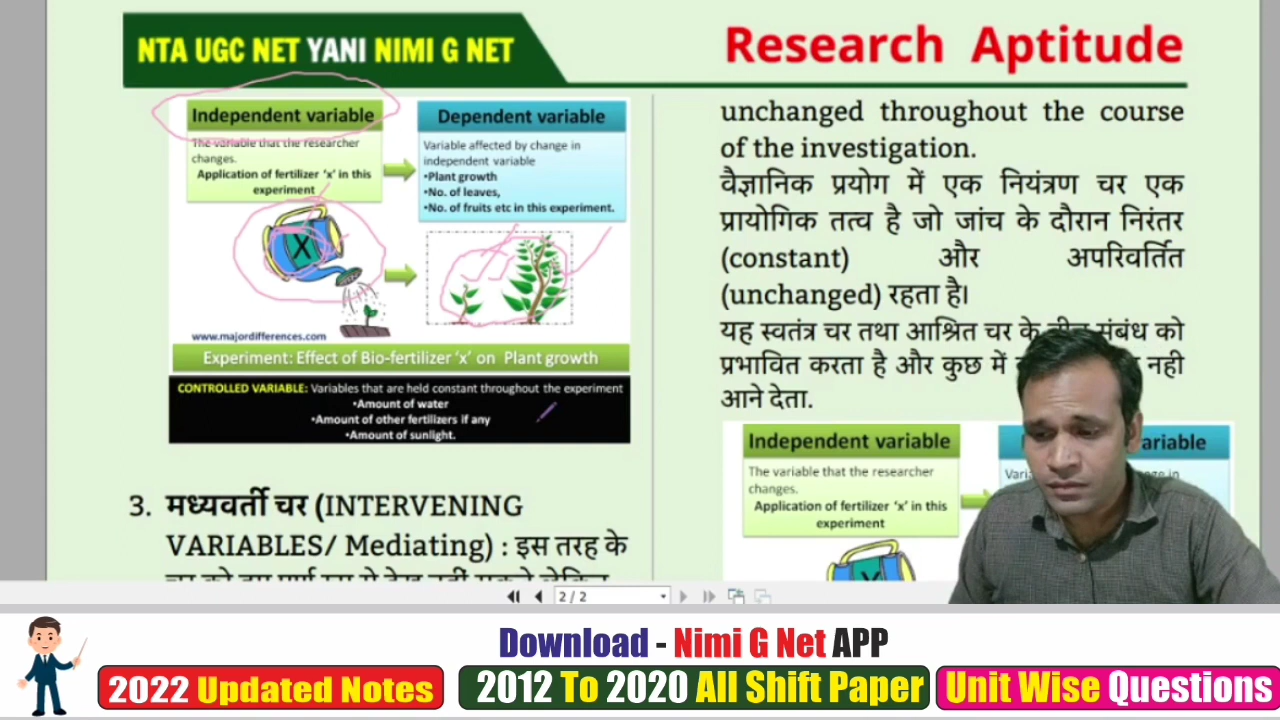 NTA UGC NET YANI NIMI G NET
Research Aptitude
Independent variable
The variable that the researcher
changes.
Application of fertilizer ‘x’ in this
experiment
Dependent variable
Variable affected by change in
independent variable
•Plant growth
•No. of leaves,
•No. of fruits etc in this experiment.
X
www.majordifferences.com
Experiment: Effect of Bio-fertilizer ‘x’ on Plant growth
CONTROLLED VARIABLE: Variables that are held constant throughout the experiment
•Amount of water
•Amount of other fertilizers if any
•Amount of sunlight.
3. मध्यवर्ती चर (INTERVENING
VARIABLES/ Mediating) : इस तरह के
unchanged throughout the course
of the investigation.
वैज्ञानिक प्रयोग में एक नियंत्रण चर एक
प्रायोगिक तत्व है जो जांच के दौरान निरंतर
(constant) और अपरिवर्तित
(unchanged) रहता है।
यह स्वतंत्र चर तथा आश्रित चर के बीच संबंध को
प्रभावित करता है और कुछ में नही
आने देता.
Independent variable
The variable that the researcher
changes.
Application of fertilizer ‘x’ in this
experiment
2 / 2
Download - Nimi G Net APP
2022 Updated Notes
2012 To 2020 All Shift Paper
Unit Wise Questions